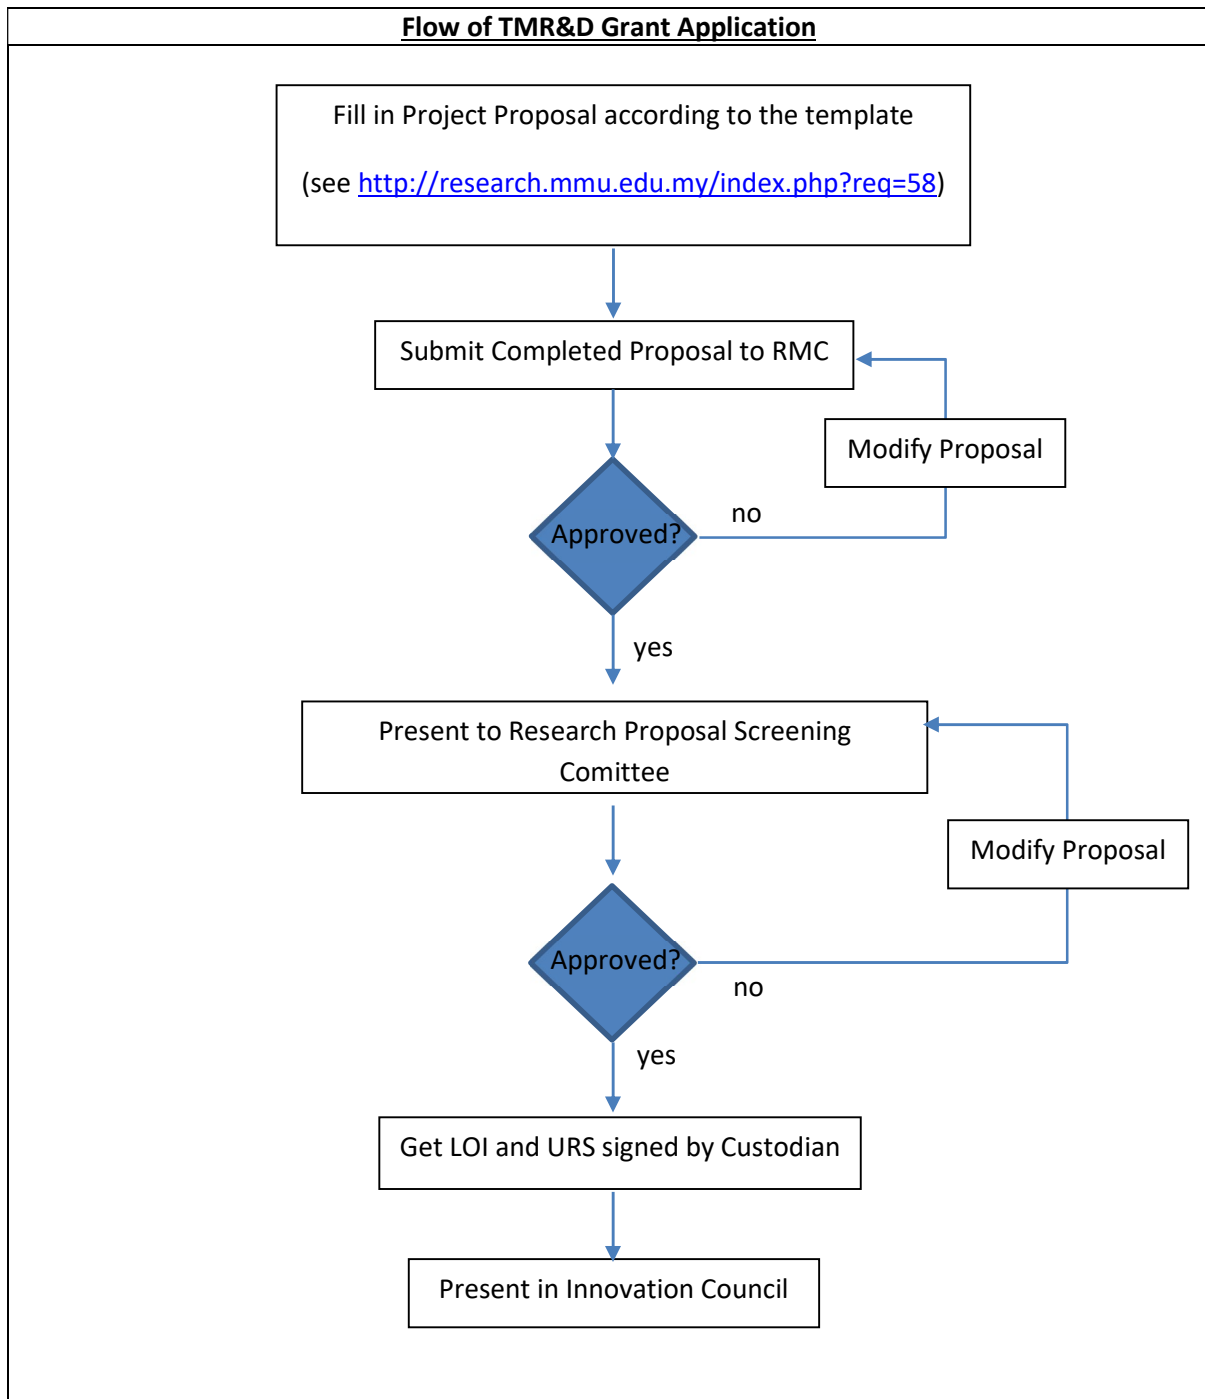 Flow of TMR&D Grant Application
Fill in Project Proposal according to the template
(see http://research.mmu.edu.my/index.php?req=58)
Submit Completed Proposal to RMC
Modify Proposal
no
Approved?
yes
Present to Research Proposal Screening
Comittee
Modify Proposal
Approved?
no
yes
Get LOI and URS signed by Custodian
Present in Innovation Council